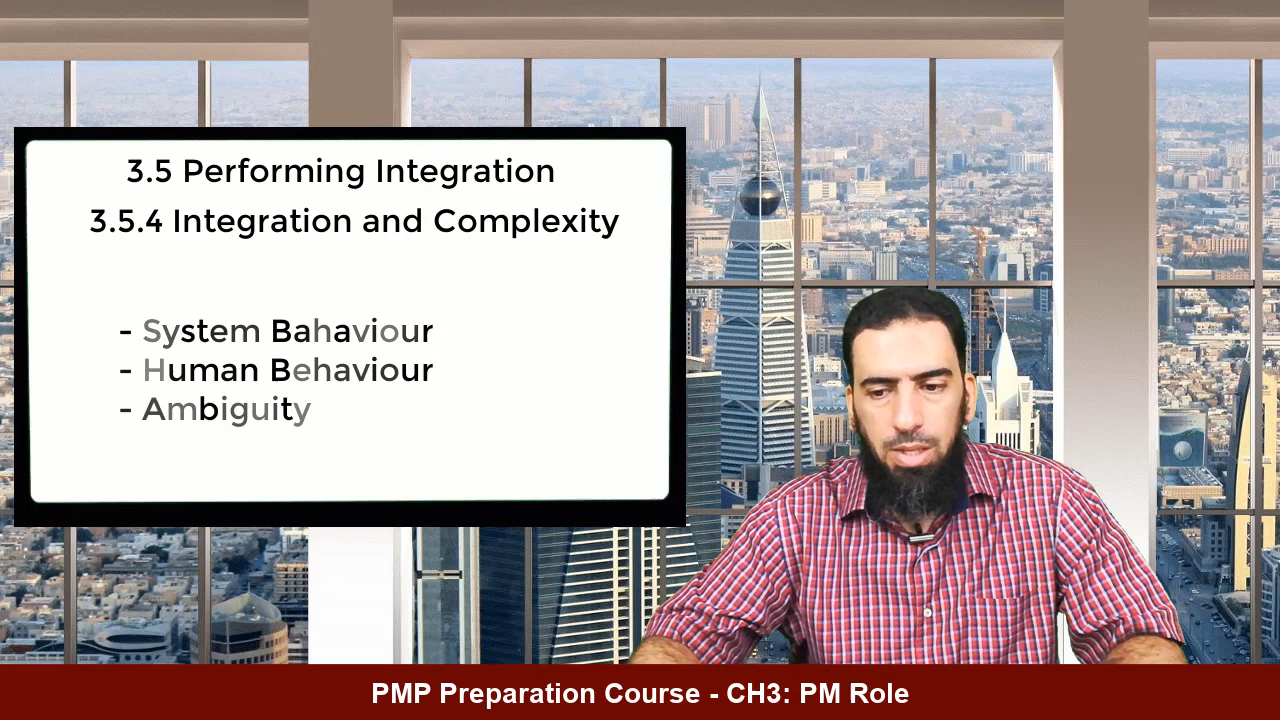 3.5 Performing Integration
3.5.4 Integration and Complexity
- System Bahaviour
- Human Behaviour
- Ambiguity
PMP Preparation Course - CH3: PM Role